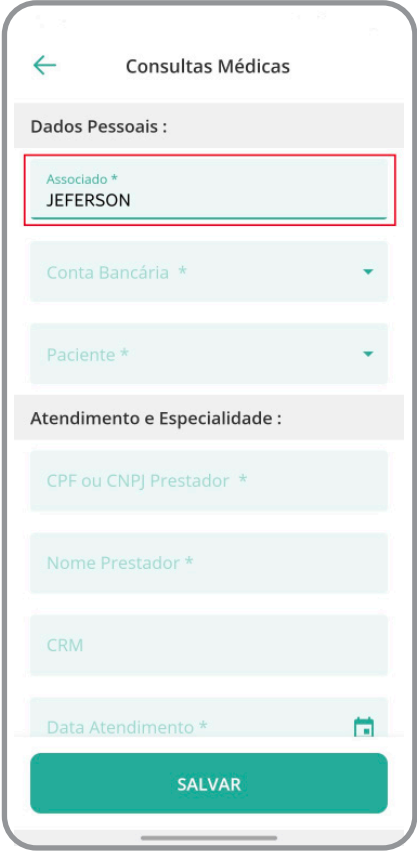 Consultas Médicas
Dados Pessoais :
Associado *
JEFERSON
Conta Bancária *
Paciente *
Atendimento e Especialidade :
CPF ou CNPJ Prestador *
Nome Prestador *
CRM
Data Atendimento *
SALVAR